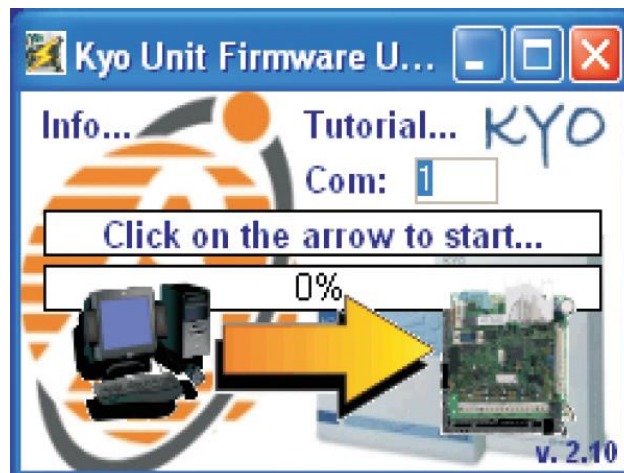 Kyo Unit Firmware U...
Info... Tutorial... KYO
Com: 1
Click on the arrow to start...
0%
v. 2.10